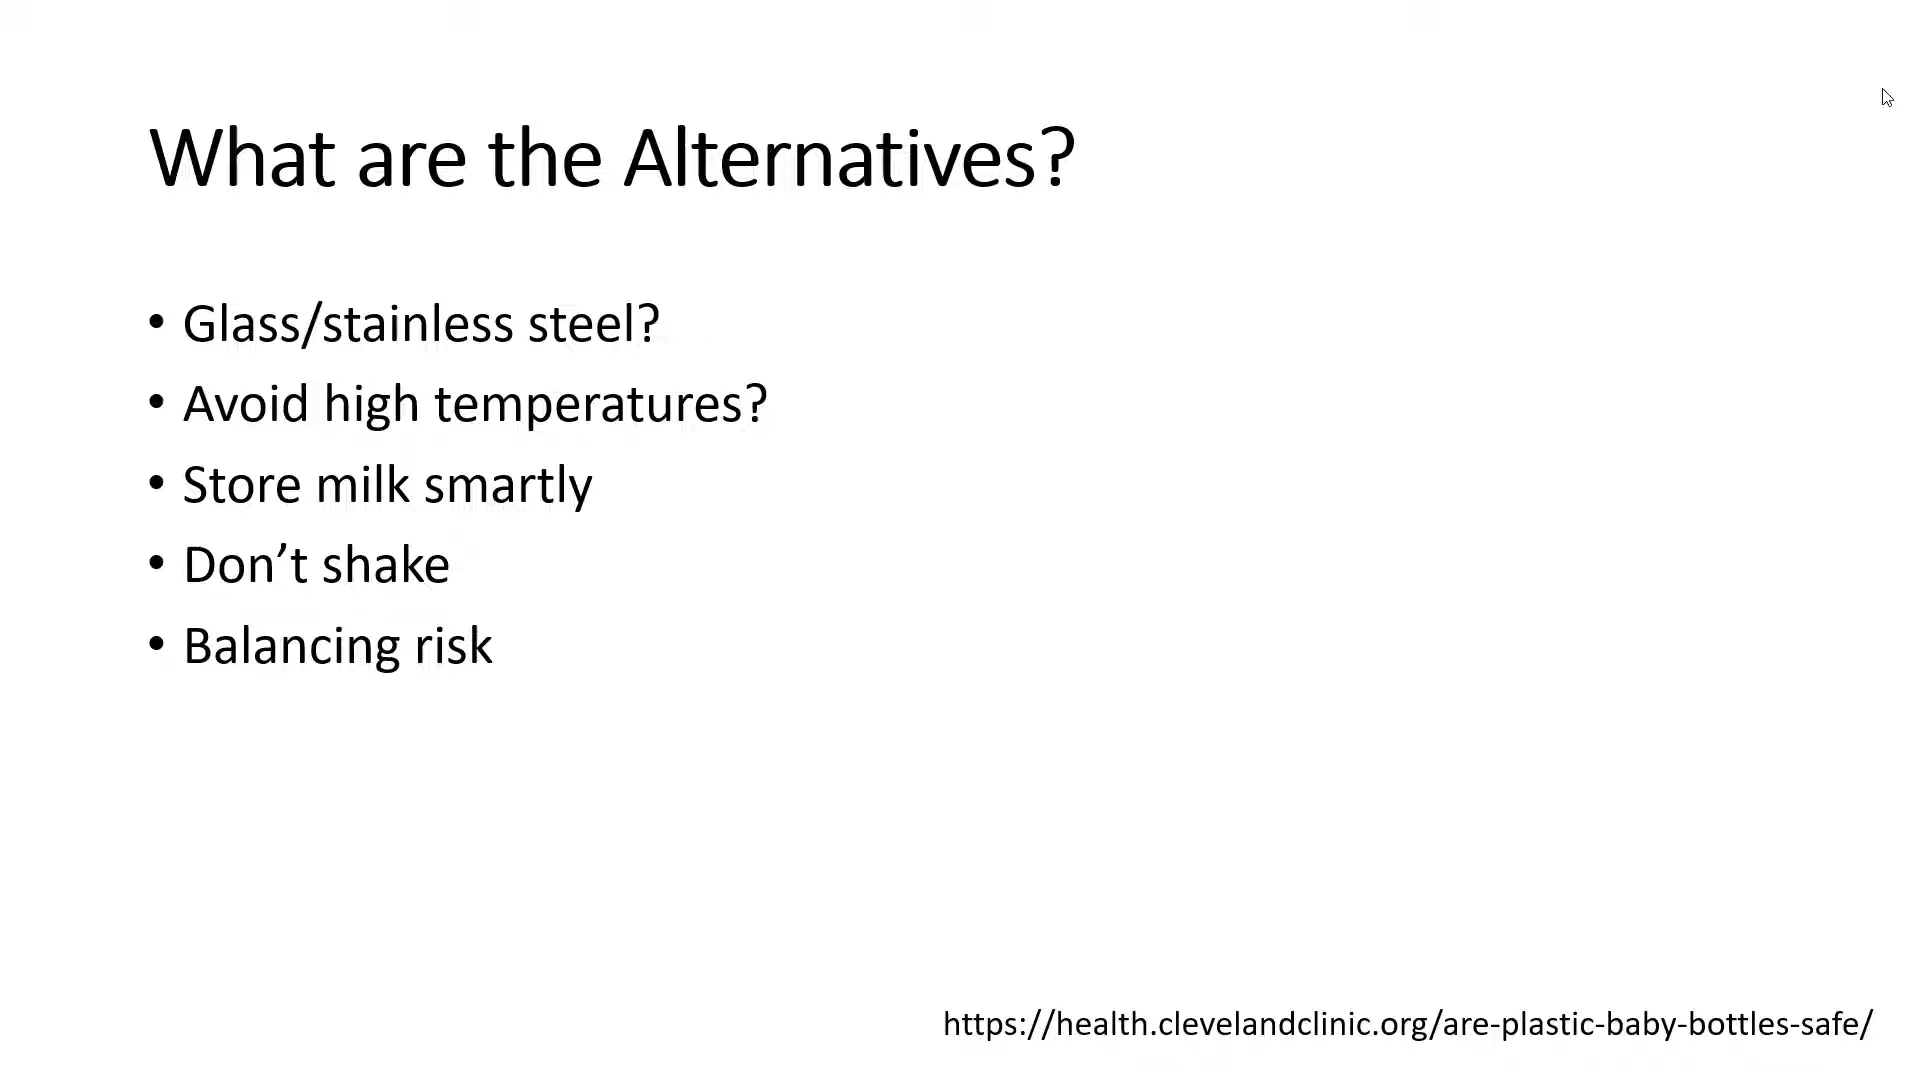 What are the Alternatives?
• Glass/stainless steel?
• Avoid high temperatures?
• Store milk smartly
• Don’t shake
• Balancing risk
https://health.clevelandclinic.org/are-plastic-baby-bottles-safe/